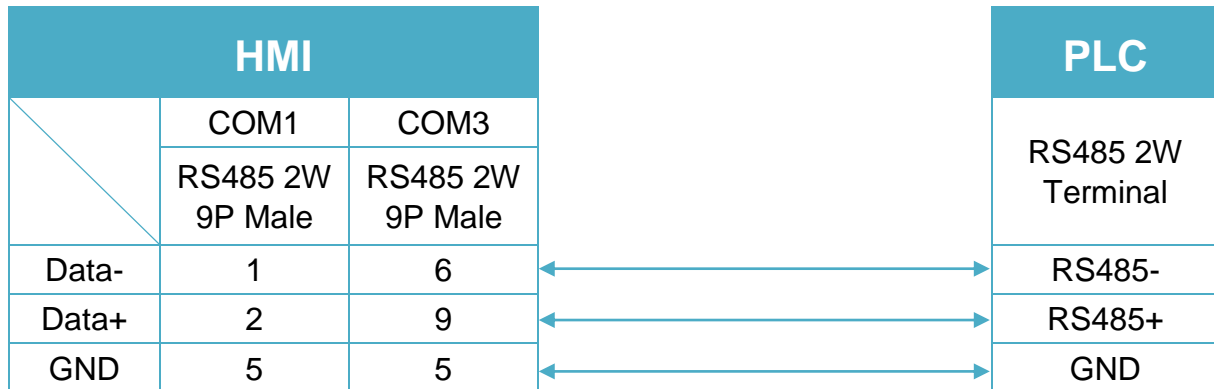 HMI PLC
COM1 COM3
RS485 2W
9P Male
RS485 2W
9P Male
RS485 2W
Terminal
Data- 1 6 RS485-
Data+ 2 9 RS485+
GND 5 5 GND